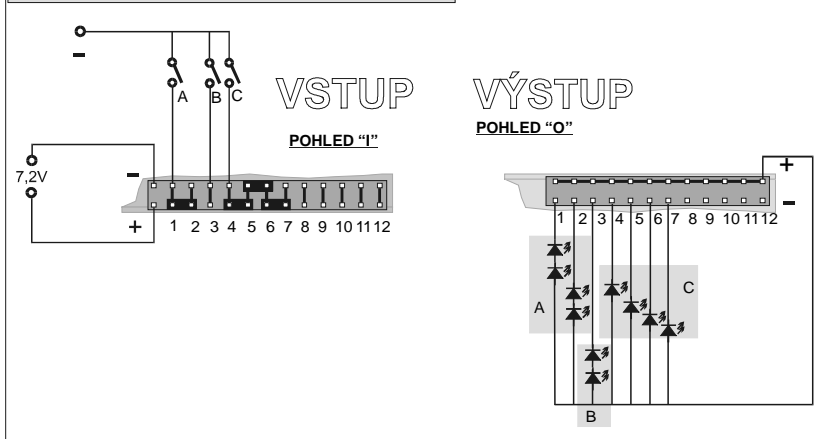 −
A B C
VSTUP
POHLED “I”
7,2V
−
+
1 2 3 4 5 6 7 8 9 10 11 12
VÝSTUP
POHLED “O”
+
−
1 2 3 4 5 6 7 8 9 10 11 12
A
C
B